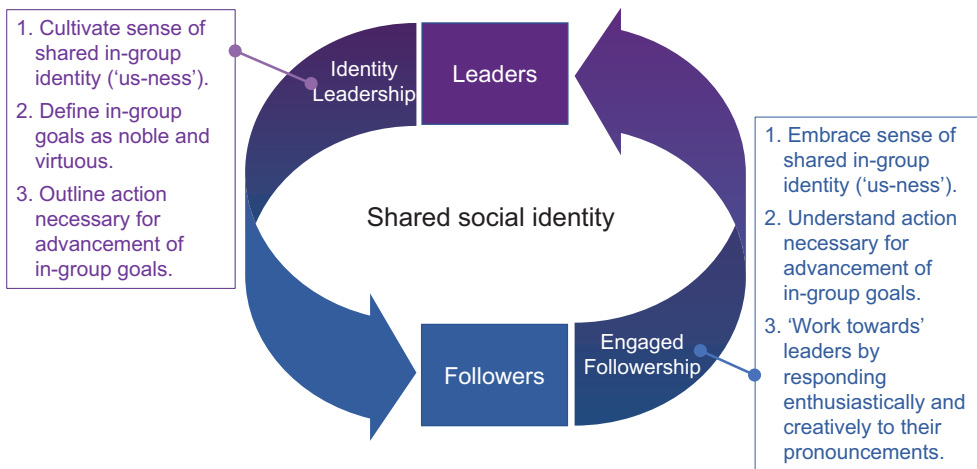 1. Cultivate sense of
shared in-group
identity (‘us-ness’).
2. Define in-group
goals as noble and
virtuous.
3. Outline action
necessary for
advancement of
in-group goals.
Identity
Leadership
Leaders
Shared social identity
Followers
Engaged
Followership
1. Embrace sense of
shared in-group
identity (‘us-ness’).
2. Understand action
necessary for
advancement of
in-group goals.
3. ‘Work towards’
leaders by
responding
enthusiastically and
creatively to their
pronouncements.